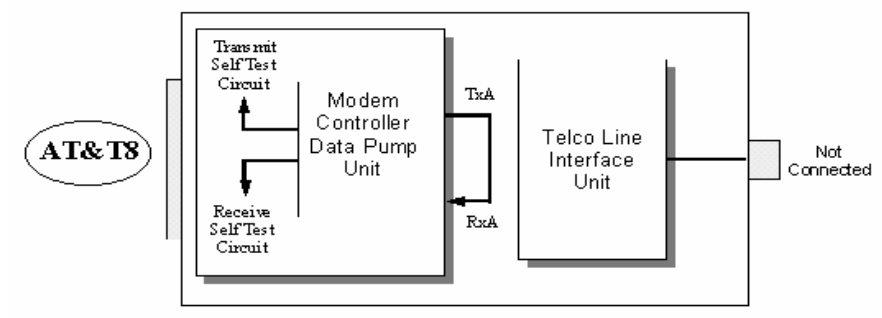 Transmit
Self Test
Circuit
AT&T8
Modem
Controller
Data Pump
Unit
TxA
RxA
Receive
Self Test
Circuit
Telco Line
Interface
Unit
Not
Connected